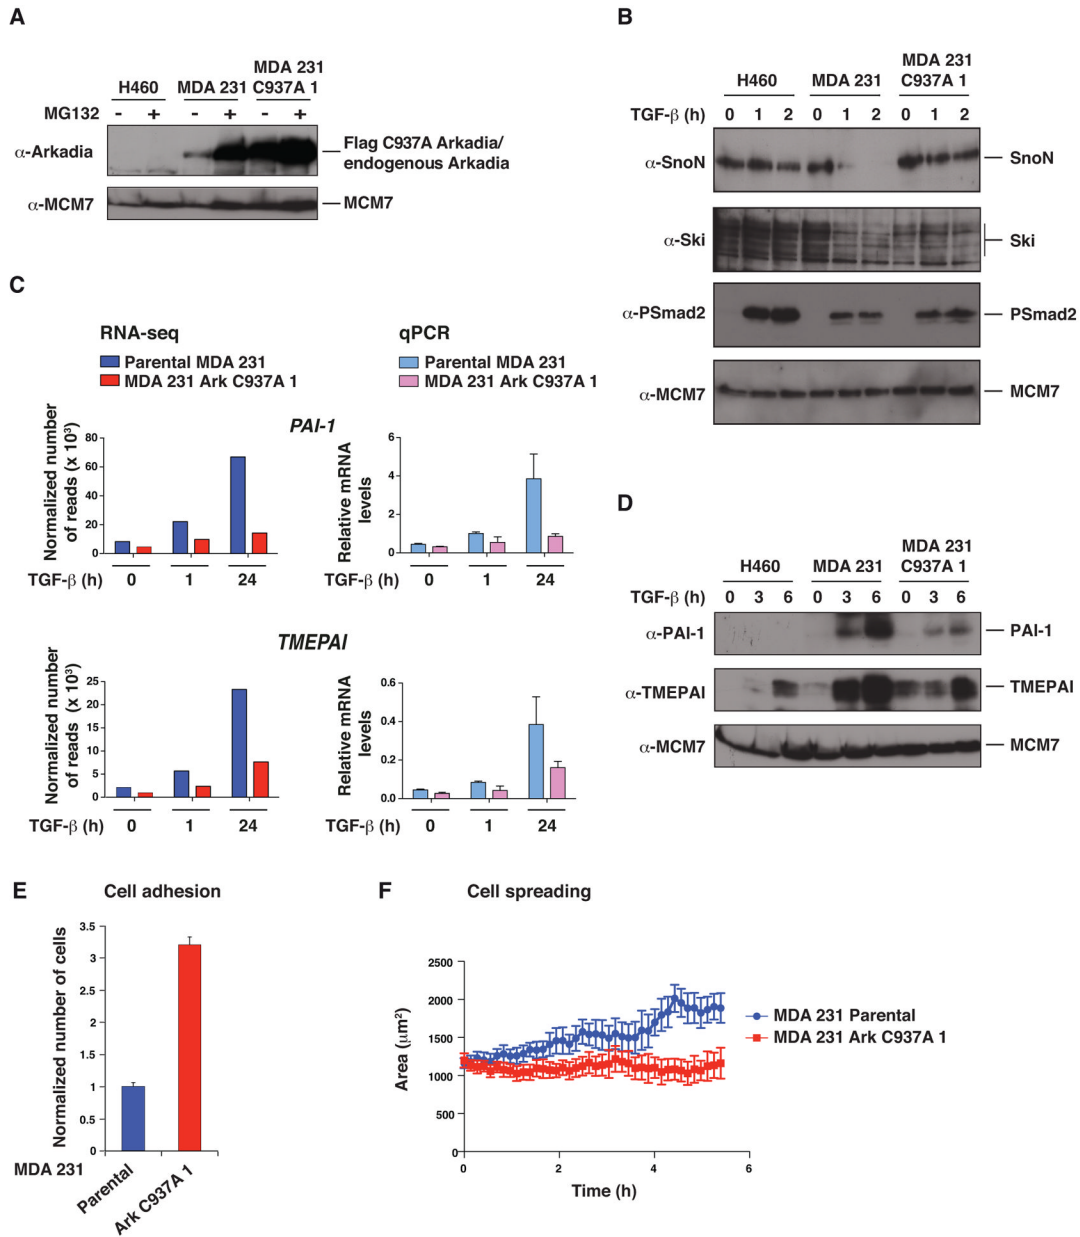 A
H460 MDA 231 MDA 231
C937A 1
MG132 - + - + - +
α-Arkadia
Flag C937A Arkadia/
endogenous Arkadia
α-MCM7 MCM7
B
H460 MDA 231 MDA 231
C937A 1
TGF-β (h) 0 1 2 0 1 2 0 1 2
α-SnoN SnoN
α-Ski Ski
α-PSmad2 PSmad2
α-MCM7 MCM7
C
RNA-seq
Parental MDA 231
MDA 231 Ark C937A 1
qPCR
Parental MDA 231
MDA 231 Ark C937A 1
PAI-1
Normalized number
of reads (x 10³)
80
60
40
20
0
TGF-β (h) 0 1 24
Relative mRNA
levels
6
4
2
0
TGF-β (h) 0 1 24
TMEPAI
Normalized number
of reads (x 10³)
25
20
15
10
5
0
TGF-β (h) 0 1 24
Relative mRNA
levels
0.6
0.4
0.2
0.0
TGF-β (h) 0 1 24
D
H460 MDA 231 MDA 231
C937A 1
TGF-β (h) 0 3 6 0 3 6 0 3 6
α-PAI-1 PAI-1
α-TMEPAI TMEPAI
α-MCM7 MCM7
E
Cell adhesion
Normalized number of cells
3.5
3
2.5
2
1.5
1
0.5
0
MDA 231
Parental
Ark C937A 1
F
Cell spreading
Area (μm²)
2500
2000
1500
1000
500
0
0 2 4 6
Time (h)
MDA 231 Parental
MDA 231 Ark C937A 1